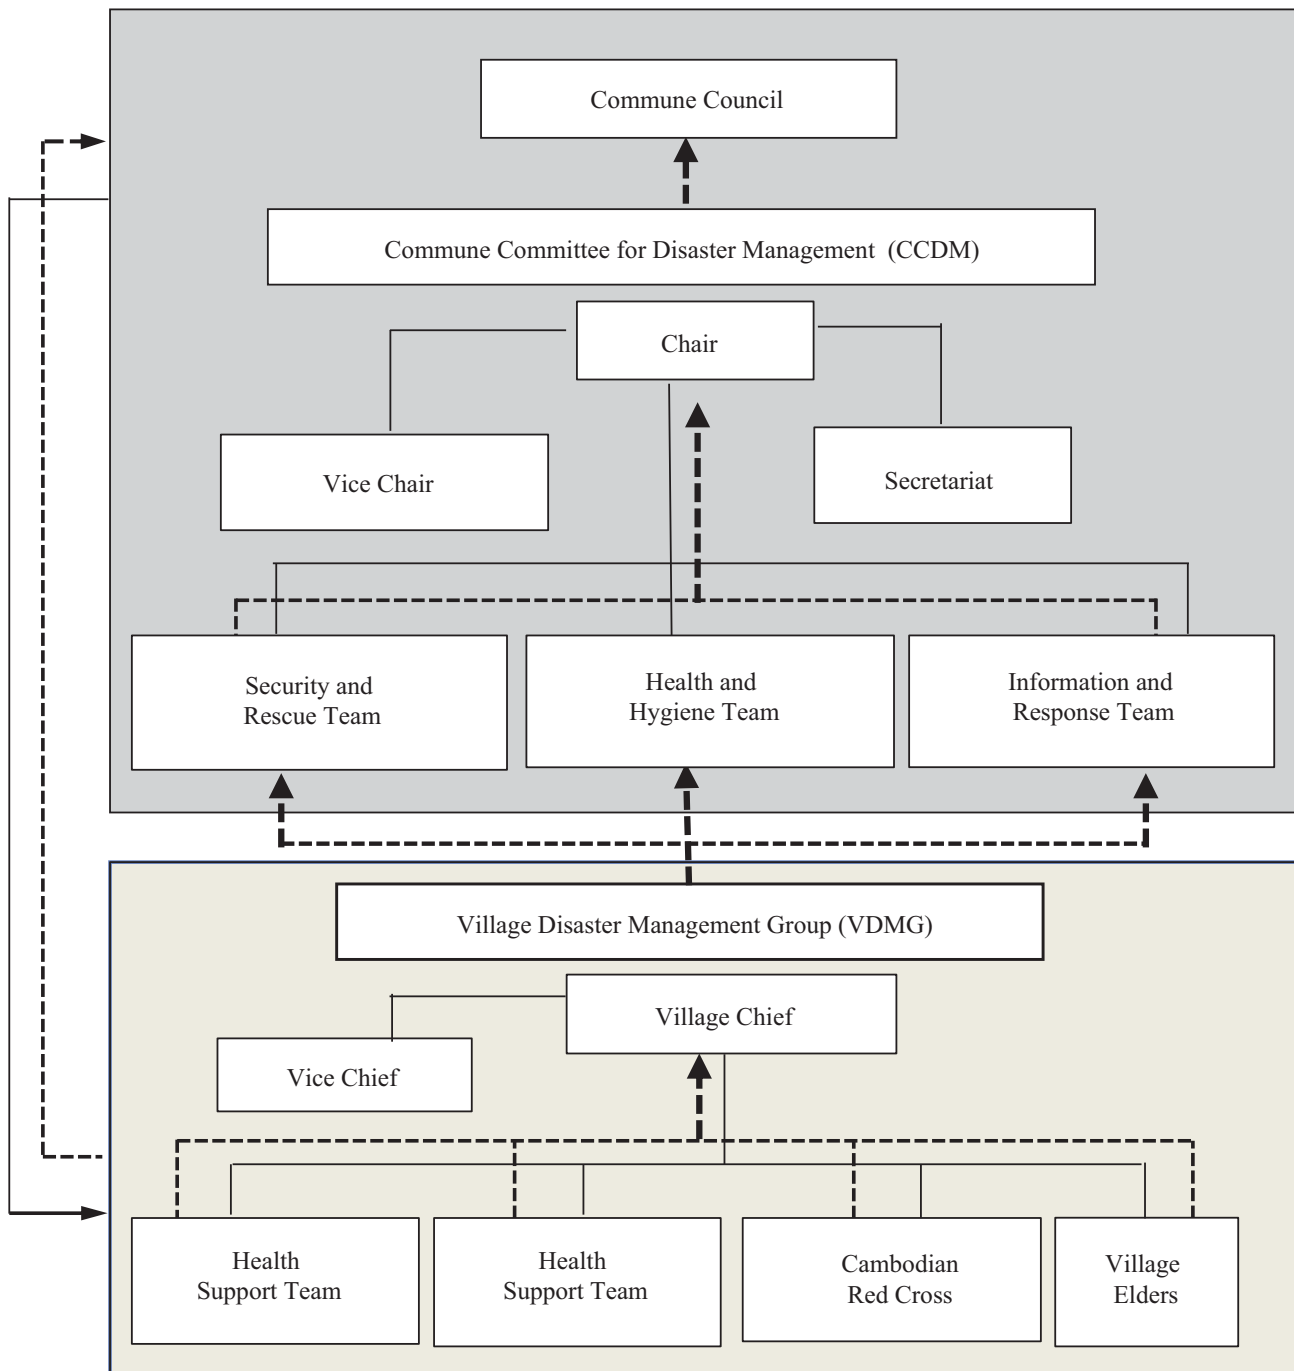 Commune Council
Commune Committee for Disaster Management (CCDM)
Chair
Vice Chair
Secretariat
Security and
Rescue Team
Health and
Hygiene Team
Information and
Response Team
Village Disaster Management Group (VDMG)
Village Chief
Vice Chief
Health
Support Team
Health
Support Team
Cambodian
Red Cross
Village
Elders